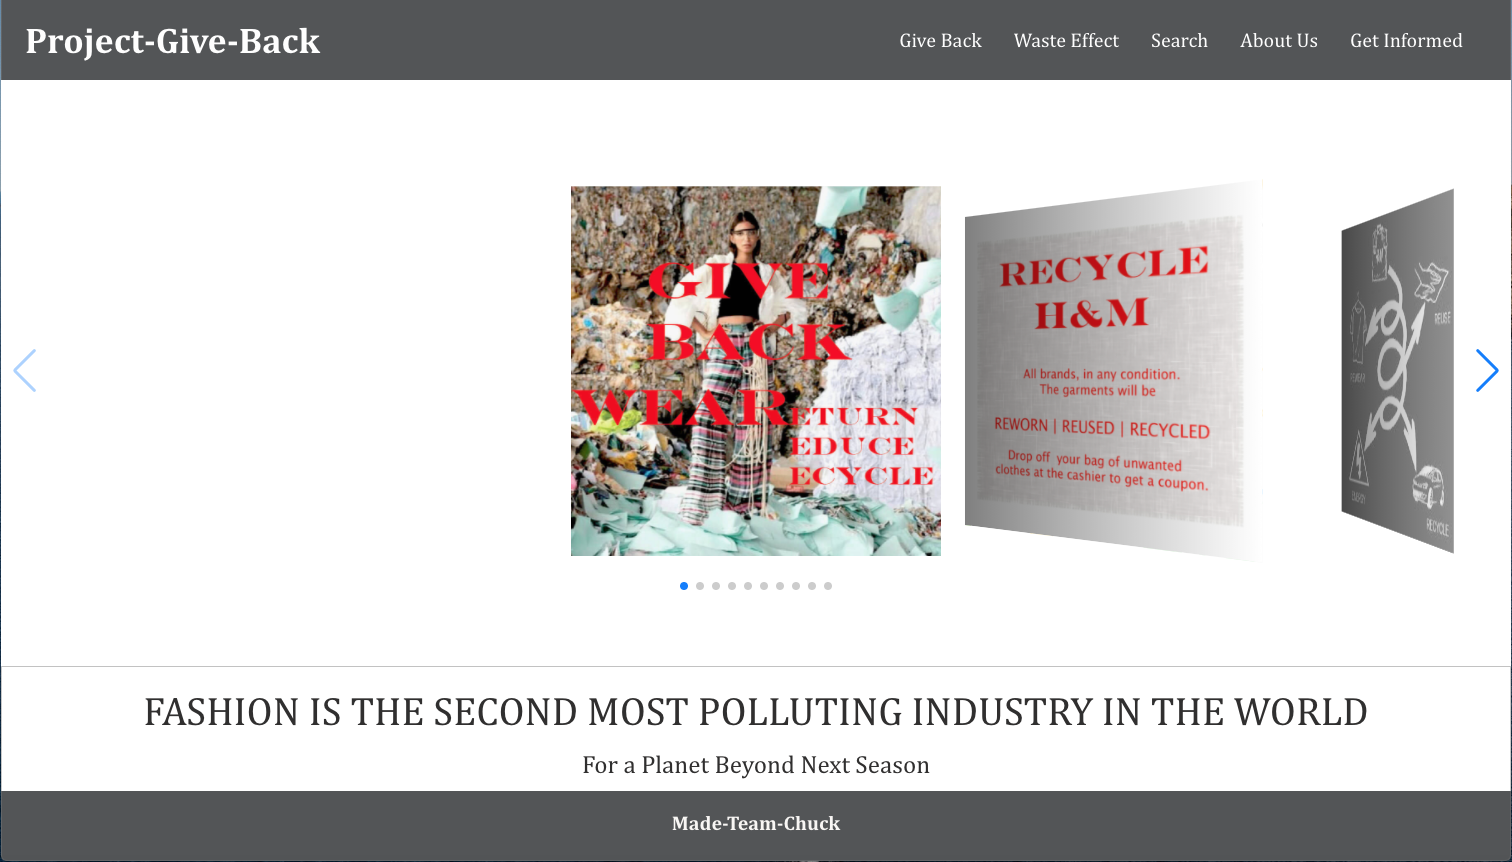 Project-Give-Back
Give Back
Waste Effect
Search
About Us
Get Informed
GIVE
BACK
WEAR
ETURN
EDUCE
ECYCLE
RECYCLE
H&M
All brands, in any condition.
The garments will be
REWORN | REUSED | RECYCLED
Drop off your bag of unwanted
clothes at the cashier to get a coupon.
REUSE
REWEAR
ENERGY
RECYCLE
FASHION IS THE SECOND MOST POLLUTING INDUSTRY IN THE WORLD
For a Planet Beyond Next Season
Made-Team-Chuck